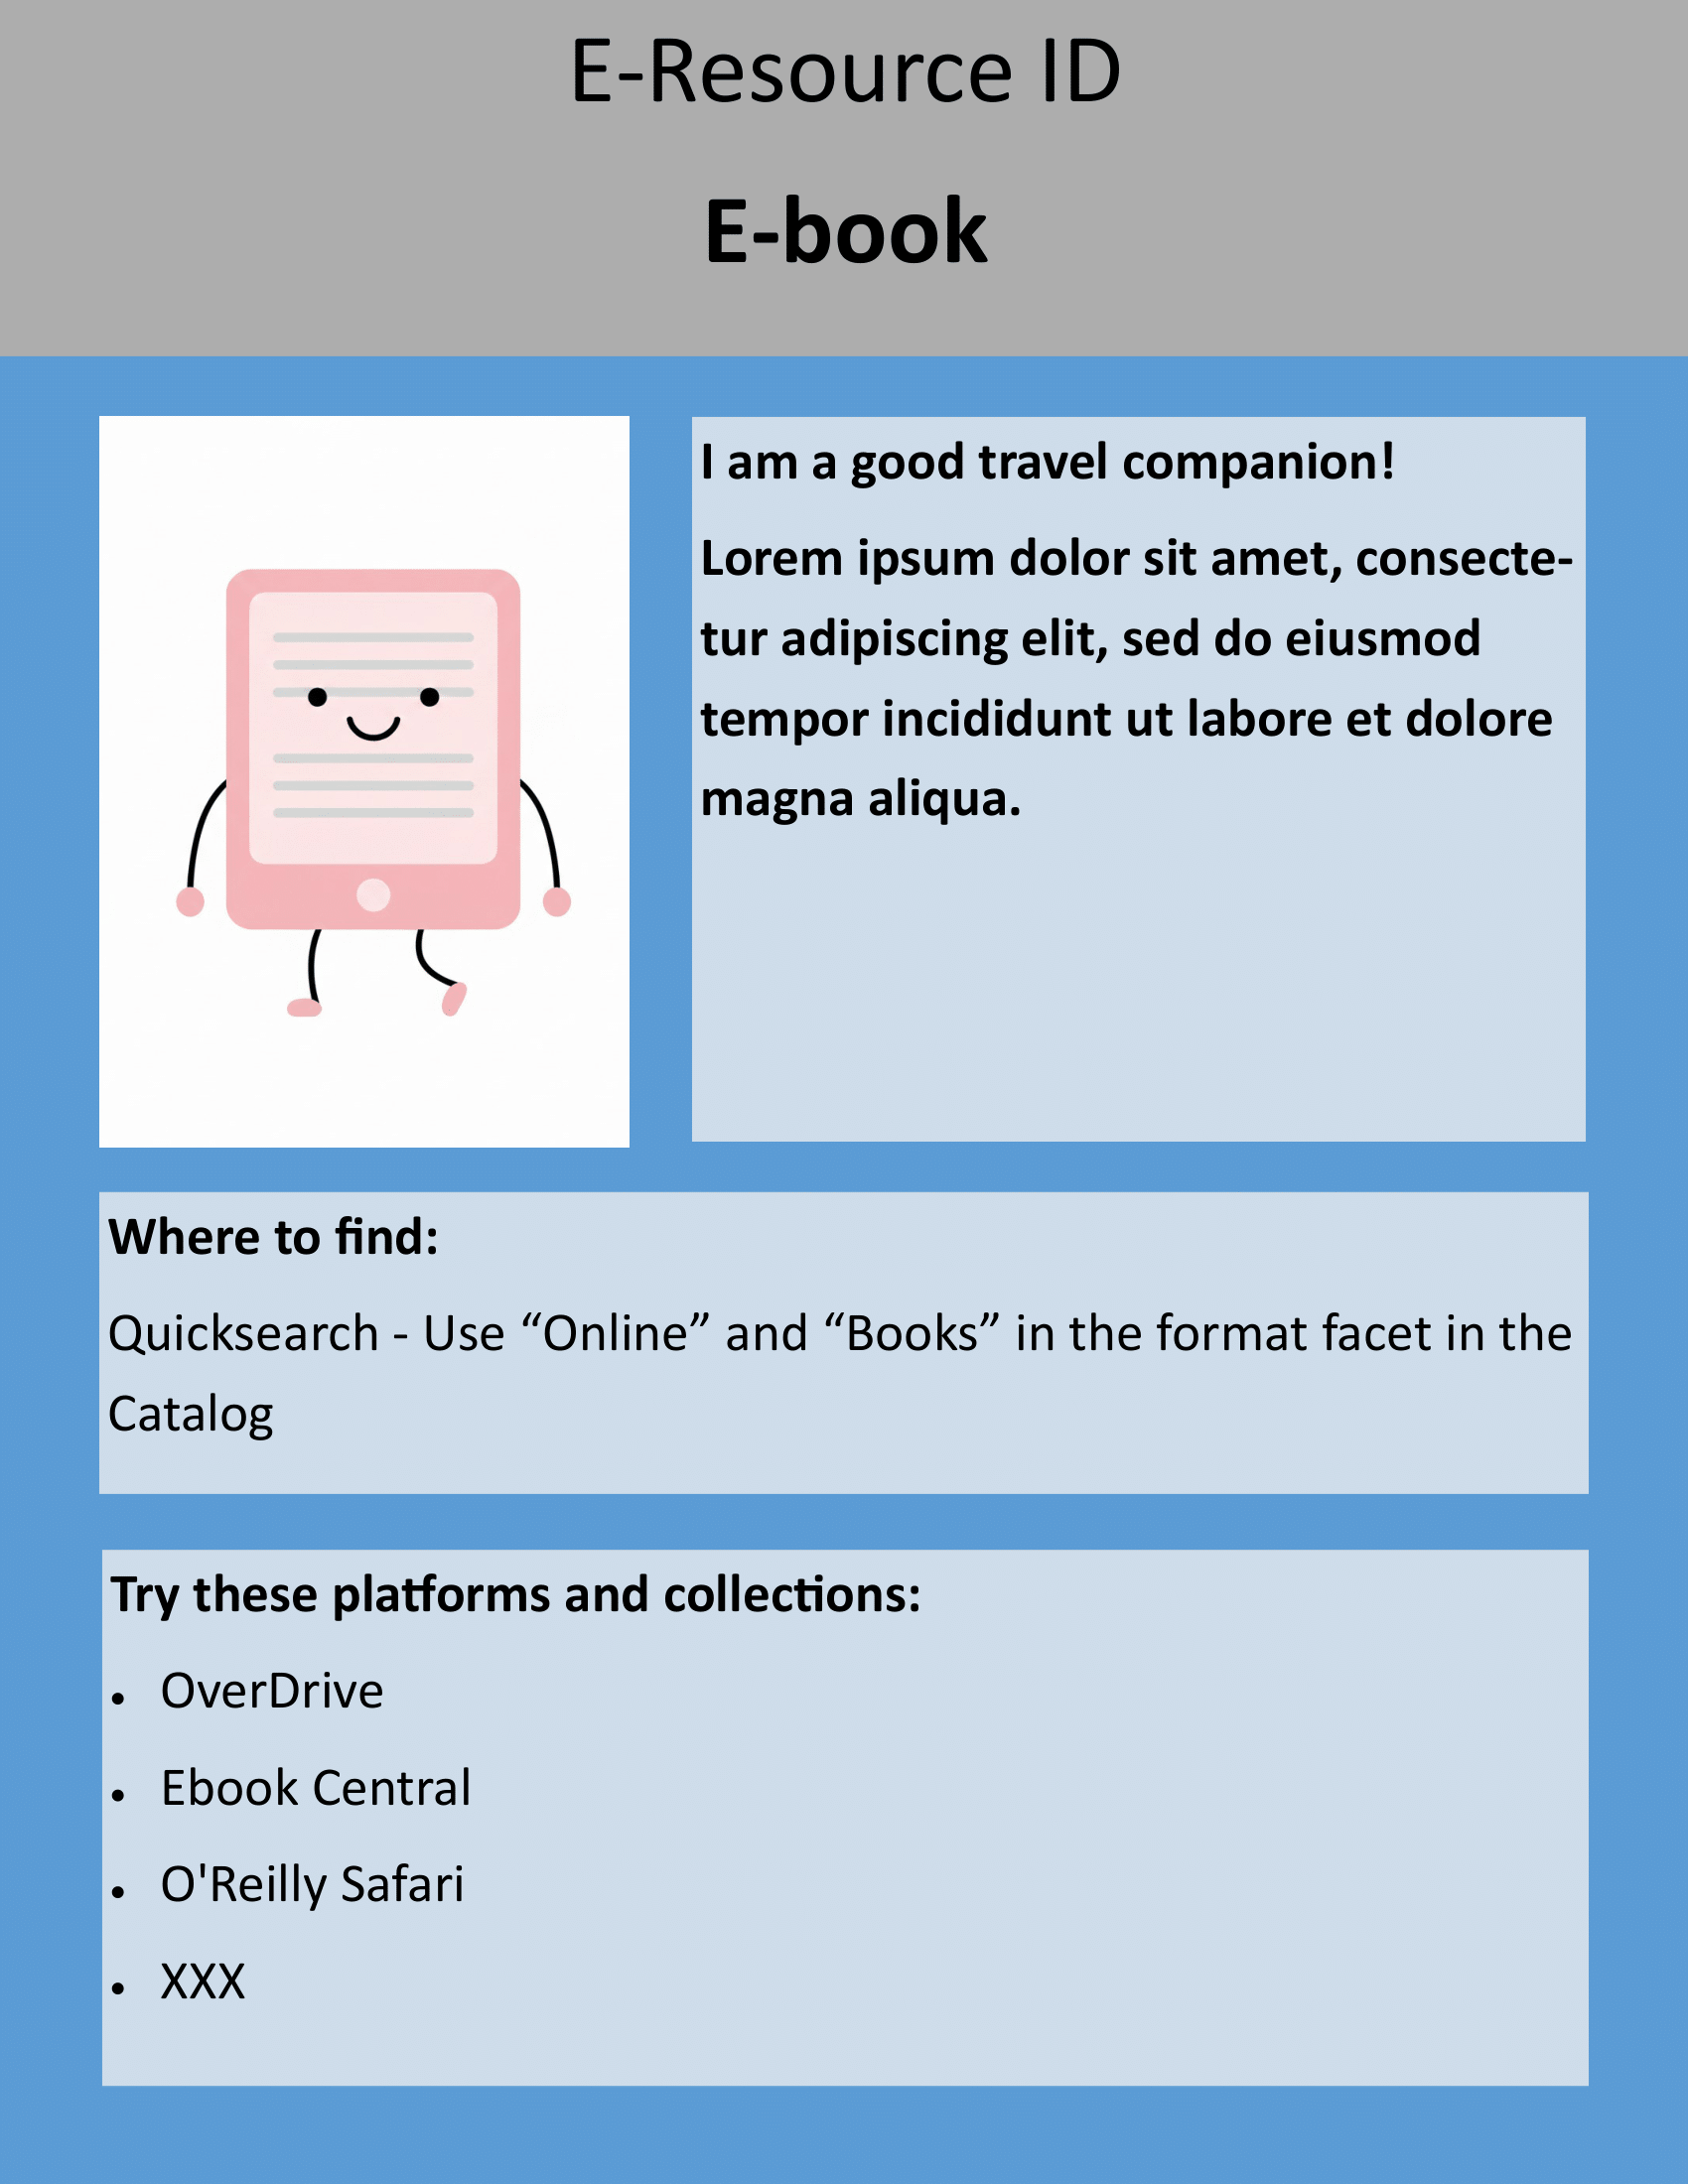 E-Resource ID
E-book
I am a good travel companion!
Lorem ipsum dolor sit amet, consecte-
tur adipiscing elit, sed do eiusmod
tempor incididunt ut labore et dolore
magna aliqua.
Where to find:
Quicksearch - Use “Online” and “Books” in the format facet in the
Catalog
Try these platforms and collections:
• OverDrive
• Ebook Central
• O'Reilly Safari
• XXX